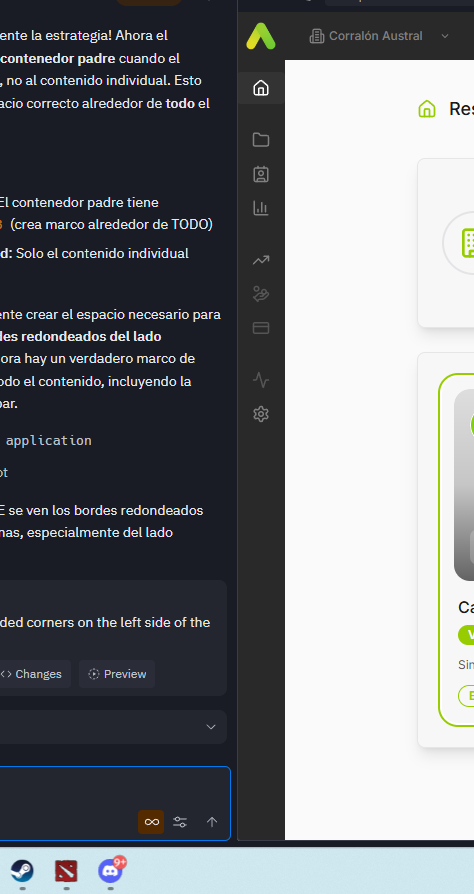 ente la estrategia! Ahora el
contenedor padre cuando el
, no al contenido individual. Esto
acio correcto alrededor de todo el
El contenedor padre tiene
(crea marco alrededor de TODO)
d: Solo el contenido individual
ente crear el espacio necesario para
des redondeados del lado
ora hay un verdadero marco de
odo el contenido, incluyendo la
bar.
application
ot
E se ven los bordes redondeados
nas, especialmente del lado
ded corners on the left side of the
Changes
Preview
Corralón Austral
Res
Ca
V
Sin
E
9+